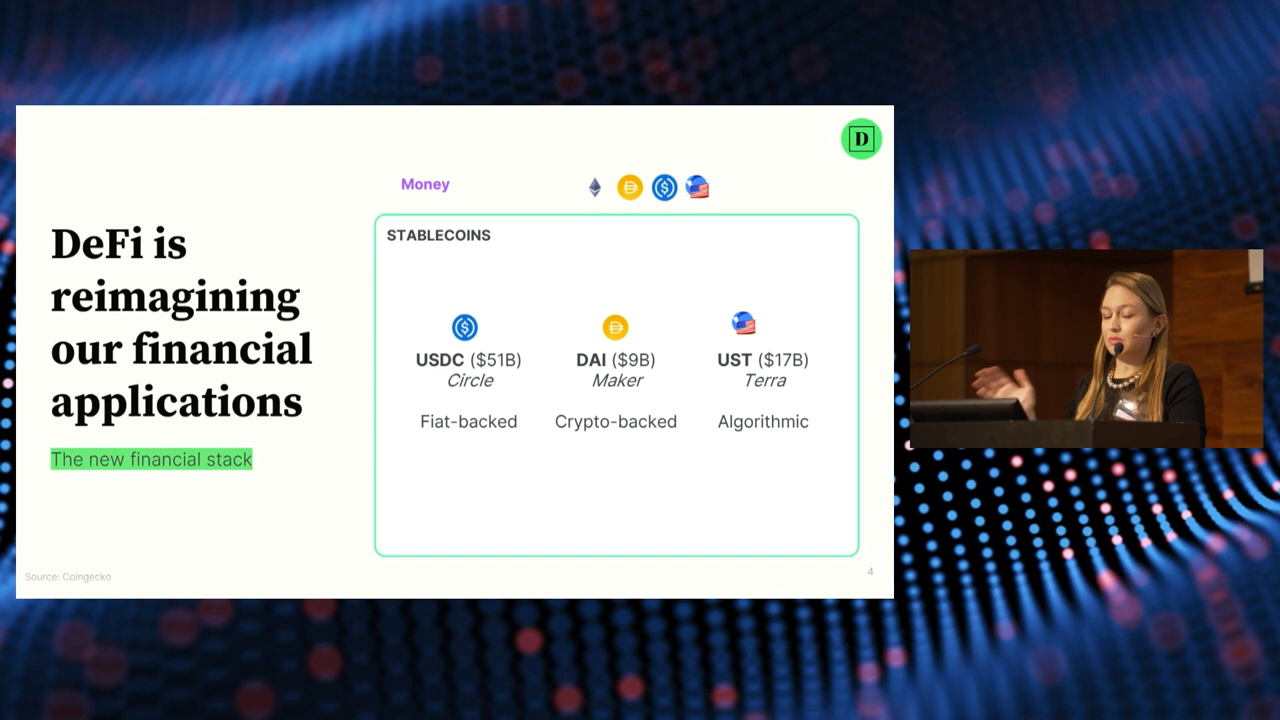 D
Money
DeFi is
reimagining
our financial
applications
The new financial stack
STABLECOINS
USDC ($51B)
Circle
Fiat-backed
DAI ($9B)
Maker
Crypto-backed
UST ($17B)
Terra
Algorithmic
Source: Coingecko
4